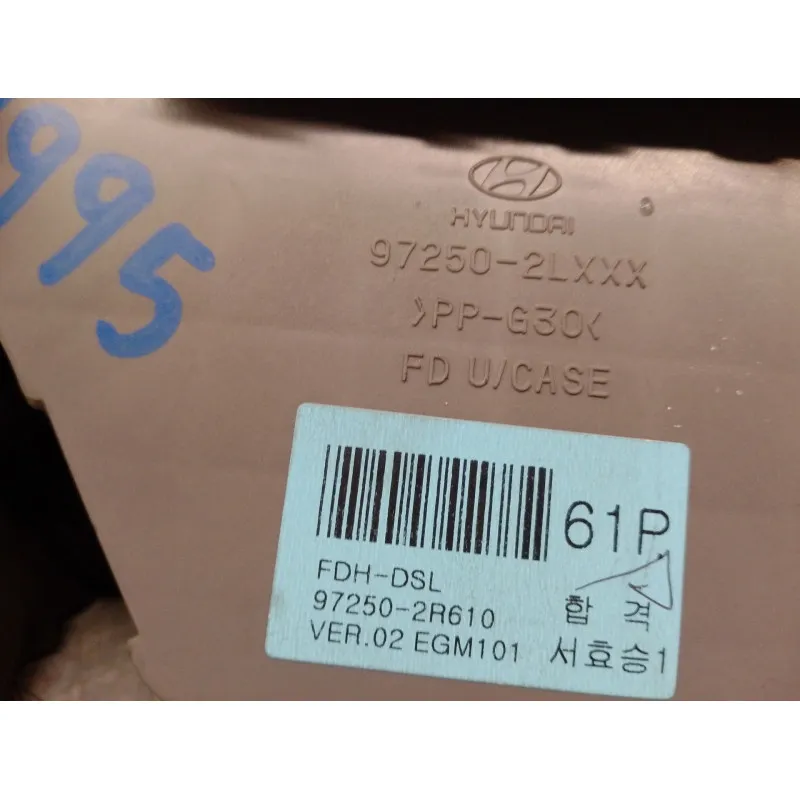 995
HYUNDAI
97250-2LXXX
>PP-G30<
FD U/CASE
61P
FDH-DSL
97250-2R610 합 격
VER.02 EGM101 서효승1